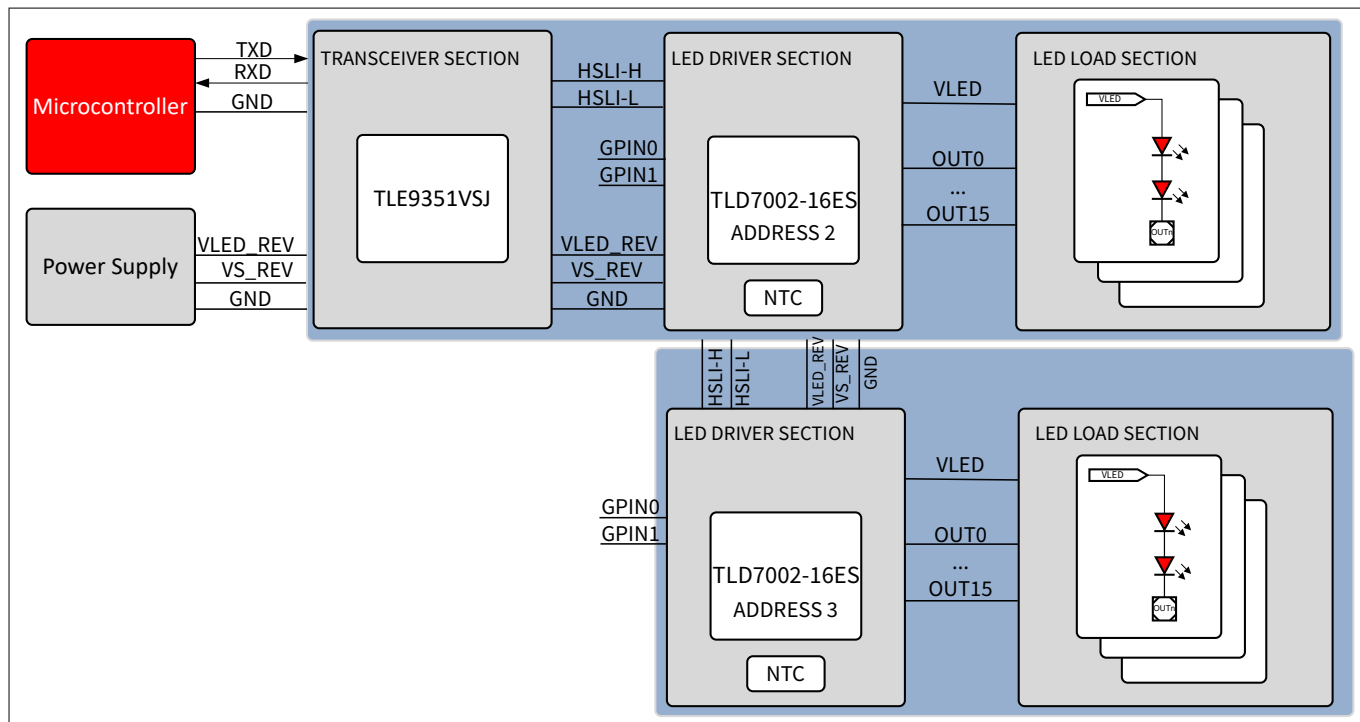 Microcontroller
TXD
RXD
GND
Power Supply
VLED_REV
VS_REV
GND
TRANSCEIVER SECTION
TLE9351VSJ
HSLI-H
HSLI-L
GPIN0
GPIN1
VLED_REV
VS_REV
GND
LED DRIVER SECTION
TLD7002-16ES
ADDRESS 2
NTC
VLED
OUT0
...
OUT15
LED LOAD SECTION
VLED
OUTn
HSLI-H
HSLI-L
VLED_REV
VS_REV
GND
GPIN0
GPIN1
LED DRIVER SECTION
TLD7002-16ES
ADDRESS 3
NTC
VLED
OUT0
...
OUT15
LED LOAD SECTION
VLED
OUTn